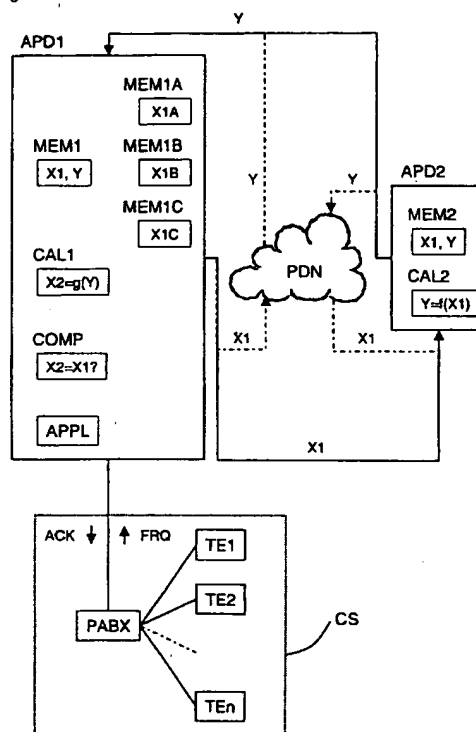 Y
APD1
MEM1A
X1A
MEM1
MEM1B
X1, Y
X1B
Y
Y
APD2
MEM1C
X1C
MEM2
X1, Y
PDN
CAL1
CAL2
X2=g(Y)
Y=f(X1)
COMP
X1
X1
X2=X1?
APPL
X1
ACK
FRQ
TE1
TE2
PABX
CS
TEn